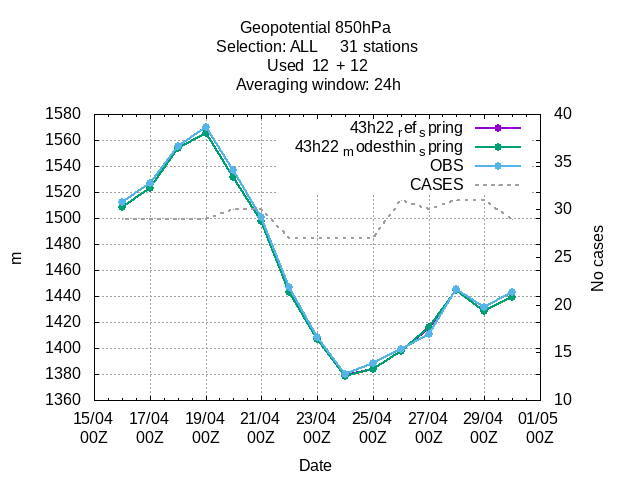 Geopotential 850hPa
Selection: ALL 31 stations
Used 12 + 12
Averaging window: 24h
43h22 ref spring
43h22 modesthin spring
OBS
CASES
1580
1560
1540
1520
1500
1480
1460
1440
1420
1400
1380
1360
m
40
35
30
25
20
15
10
No cases
15/04 17/04 19/04 21/04 23/04 25/04 27/04 29/04 01/05
00Z 00Z 00Z 00Z 00Z 00Z 00Z 00Z 00Z
Date